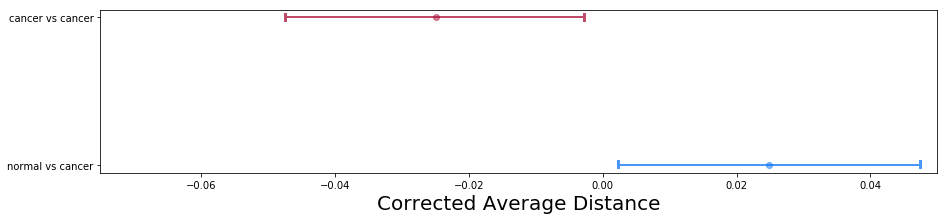 cancer vs cancer
normal vs cancer
−0.06 −0.04 −0.02 0.00 0.02 0.04
Corrected Average Distance